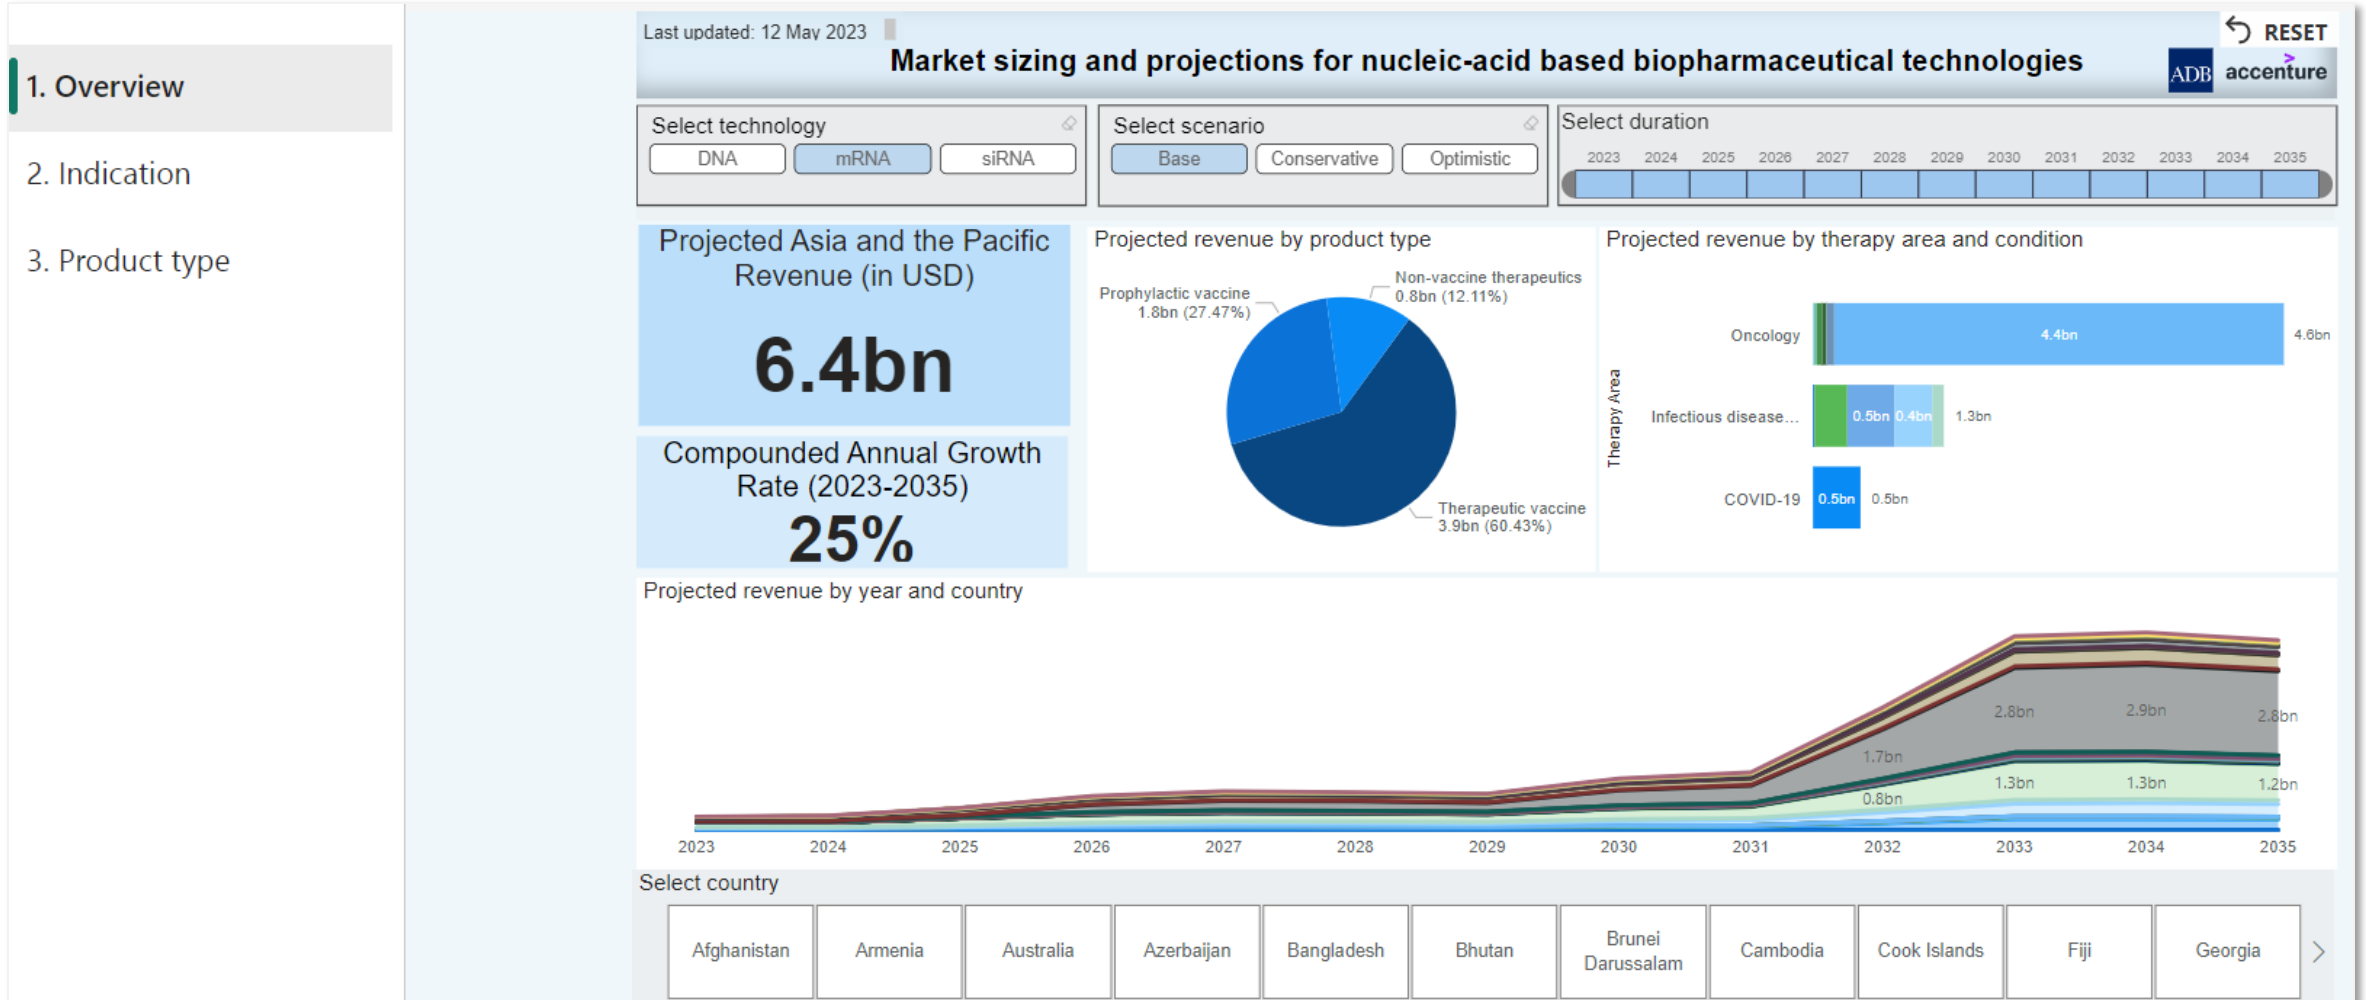 1. Overview
2. Indication
3. Product type
Last updated: 12 May 2023
RESET
Market sizing and projections for nucleic-acid based biopharmaceutical technologies
ADB
accenture
Select technology
DNA
mRNA
siRNA
Select scenario
Base
Conservative
Optimistic
Select duration
2023 2024 2025 2026 2027 2028 2029 2030 2031 2032 2033 2034 2035
Projected Asia and the Pacific
Revenue (in USD)
6.4bn
Compounded Annual Growth
Rate (2023-2035)
25%
Projected revenue by product type
Non-vaccine therapeutics
0.8bn (12.11%)
Prophylactic vaccine
1.8bn (27.47%)
Therapeutic vaccine
3.9bn (60.43%)
Projected revenue by therapy area and condition
Therapy Area
Oncology
4.4bn
4.6bn
Infectious disease...
0.5bn
0.4bn
1.3bn
COVID-19
0.5bn
0.5bn
Projected revenue by year and country
1.7bn
2.8bn
2.9bn
2.8bn
0.8bn
1.3bn
1.3bn
1.2bn
2023 2024 2025 2026 2027 2028 2029 2030 2031 2032 2033 2034 2035
Select country
Afghanistan
Armenia
Australia
Azerbaijan
Bangladesh
Bhutan
Brunei
Darussalam
Cambodia
Cook Islands
Fiji
Georgia